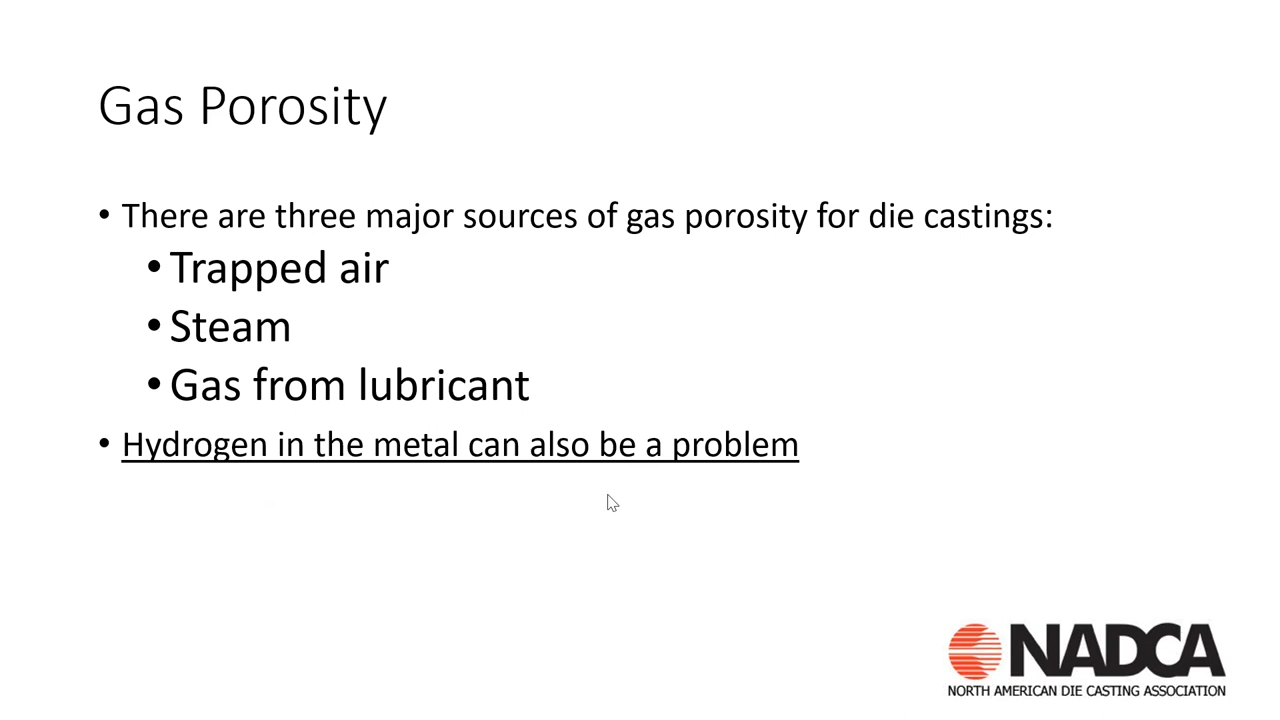 Gas Porosity
• There are three major sources of gas porosity for die castings:
• Trapped air
• Steam
• Gas from lubricant
• Hydrogen in the metal can also be a problem
NADCA
NORTH AMERICAN DIE CASTING ASSOCIATION